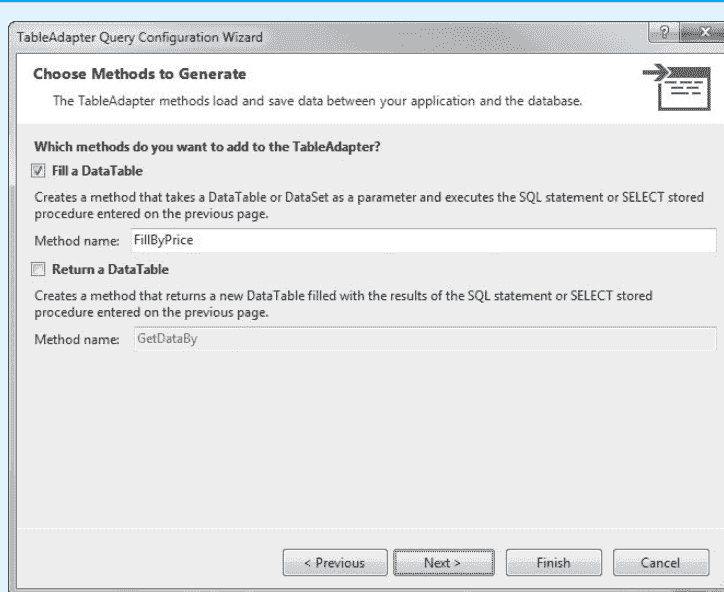 TableAdapter Query Configuration Wizard
? X
Choose Methods to Generate
The TableAdapter methods load and save data between your application and the database.
Which methods do you want to add to the TableAdapter?
Fill a DataTable
Creates a method that takes a DataTable or DataSet as a parameter and executes the SQL statement or SELECT stored
procedure entered on the previous page.
Method name: FillByPrice
Return a DataTable
Creates a method that returns a new DataTable filled with the results of the SQL statement or SELECT stored
procedure entered on the previous page.
Method name: GetDataBy
< Previous Next > Finish Cancel